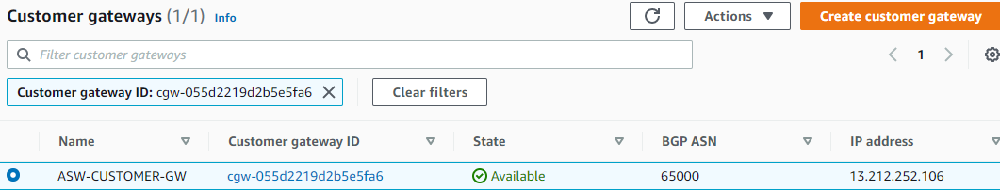 Customer gateways (1/1) Info
Actions
Create customer gateway
Filter customer gateways
1
Customer gateway ID: cgw-055d2219d2b5e5fa6
Clear filters
Name Customer gateway ID State BGP ASN IP address
ASW-CUSTOMER-GW cgw-055d2219d2b5e5fa6 Available 65000 13.212.252.106